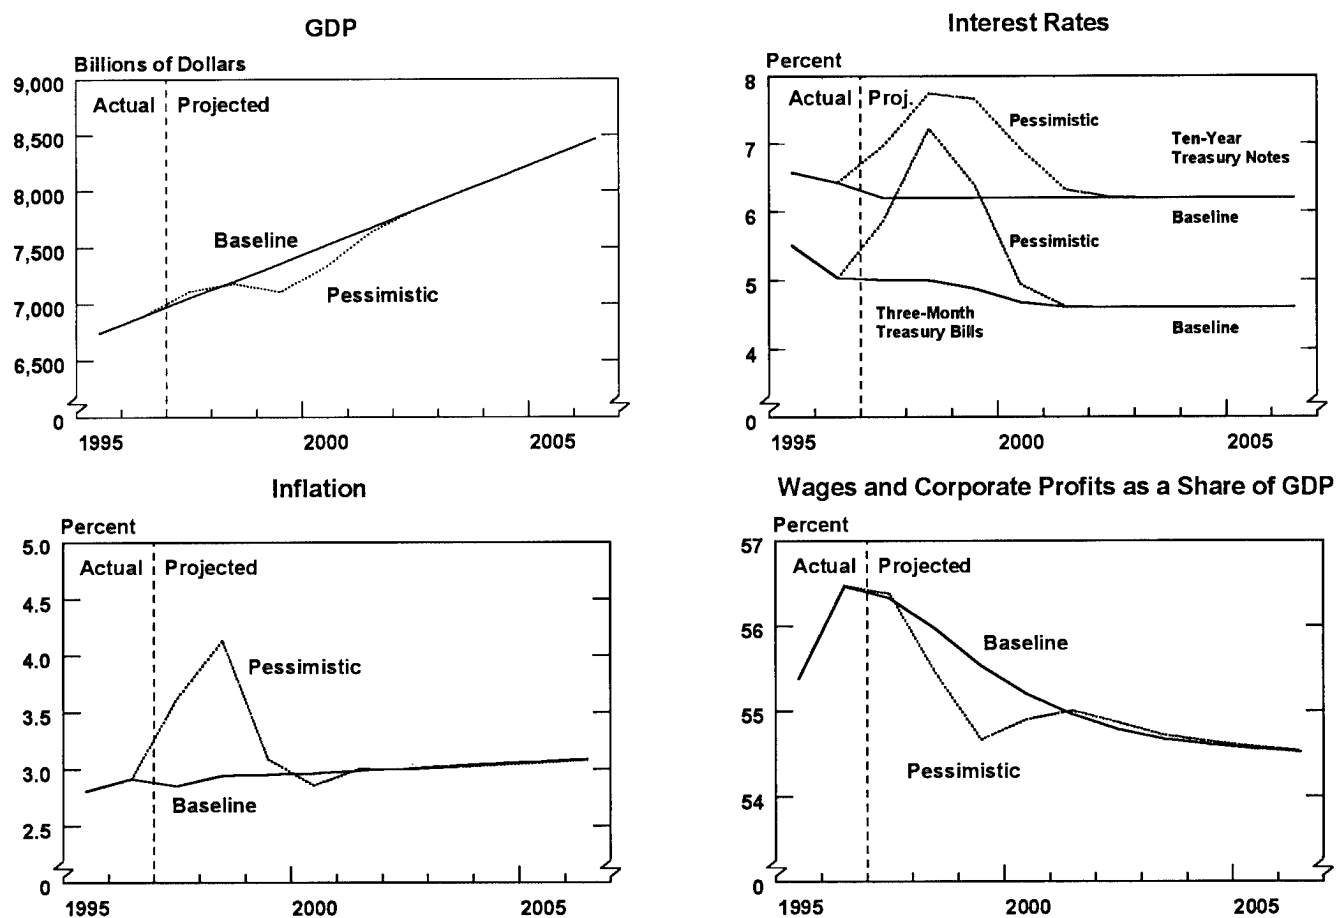 GDP
Billions of Dollars
9,000
Actual
Projected
8,500
8,000
Baseline
7,500
Pessimistic
7,000
6,500
0
1995
2000
2005
Interest Rates
Percent
8
Actual
Proj.
Pessimistic
Ten-Year
Treasury Notes
7
6
Baseline
Pessimistic
5
Three-Month
Treasury Bills
Baseline
4
0
1995
2000
2005
Inflation
Percent
5.0
Actual
Projected
4.5
4.0
Pessimistic
3.5
3.0
Baseline
2.5
0
1995
2000
2005
Wages and Corporate Profits as a Share of GDP
Percent
57
Actual
Projected
56
Baseline
55
Pessimistic
54
0
1995
2000
2005